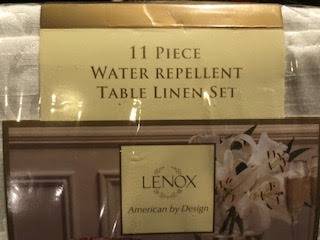 11 PIECE
WATER REPELLENT
TABLE LINEN SET
LENOX
American by Design